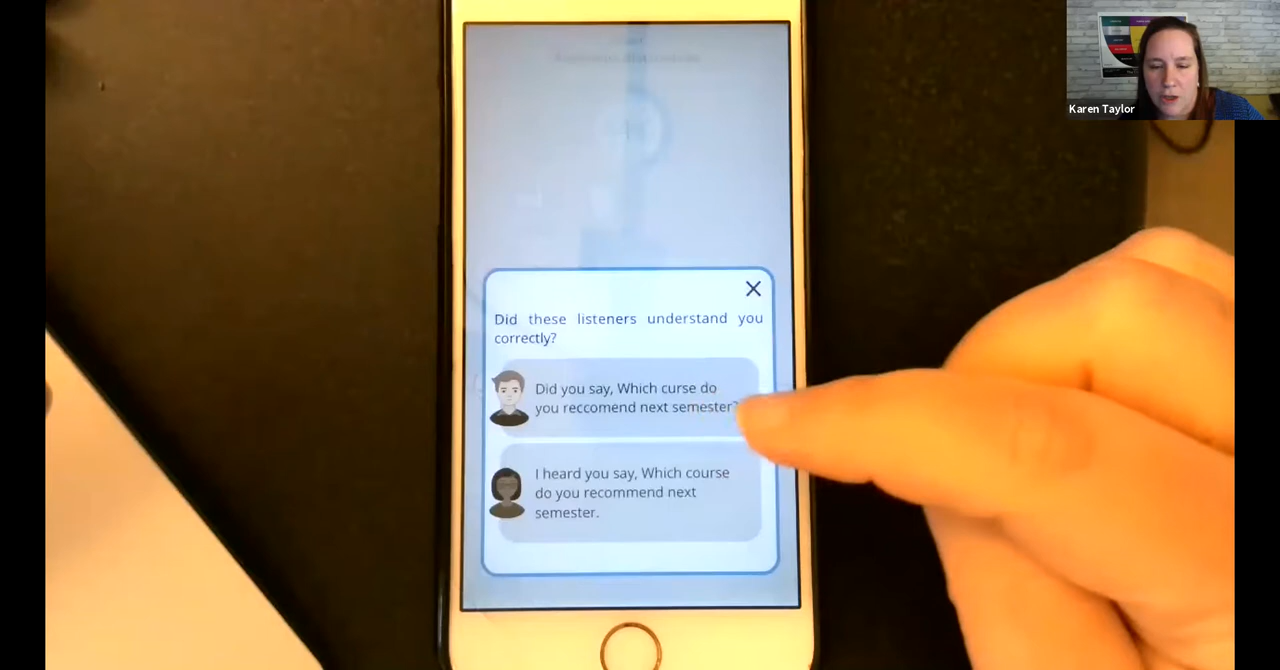 Karen Taylor
Did these listeners understand you
correctly?
Did you say, Which curse do
you reccomend next semester?
I heard you say, Which course
do you recommend next
semester.